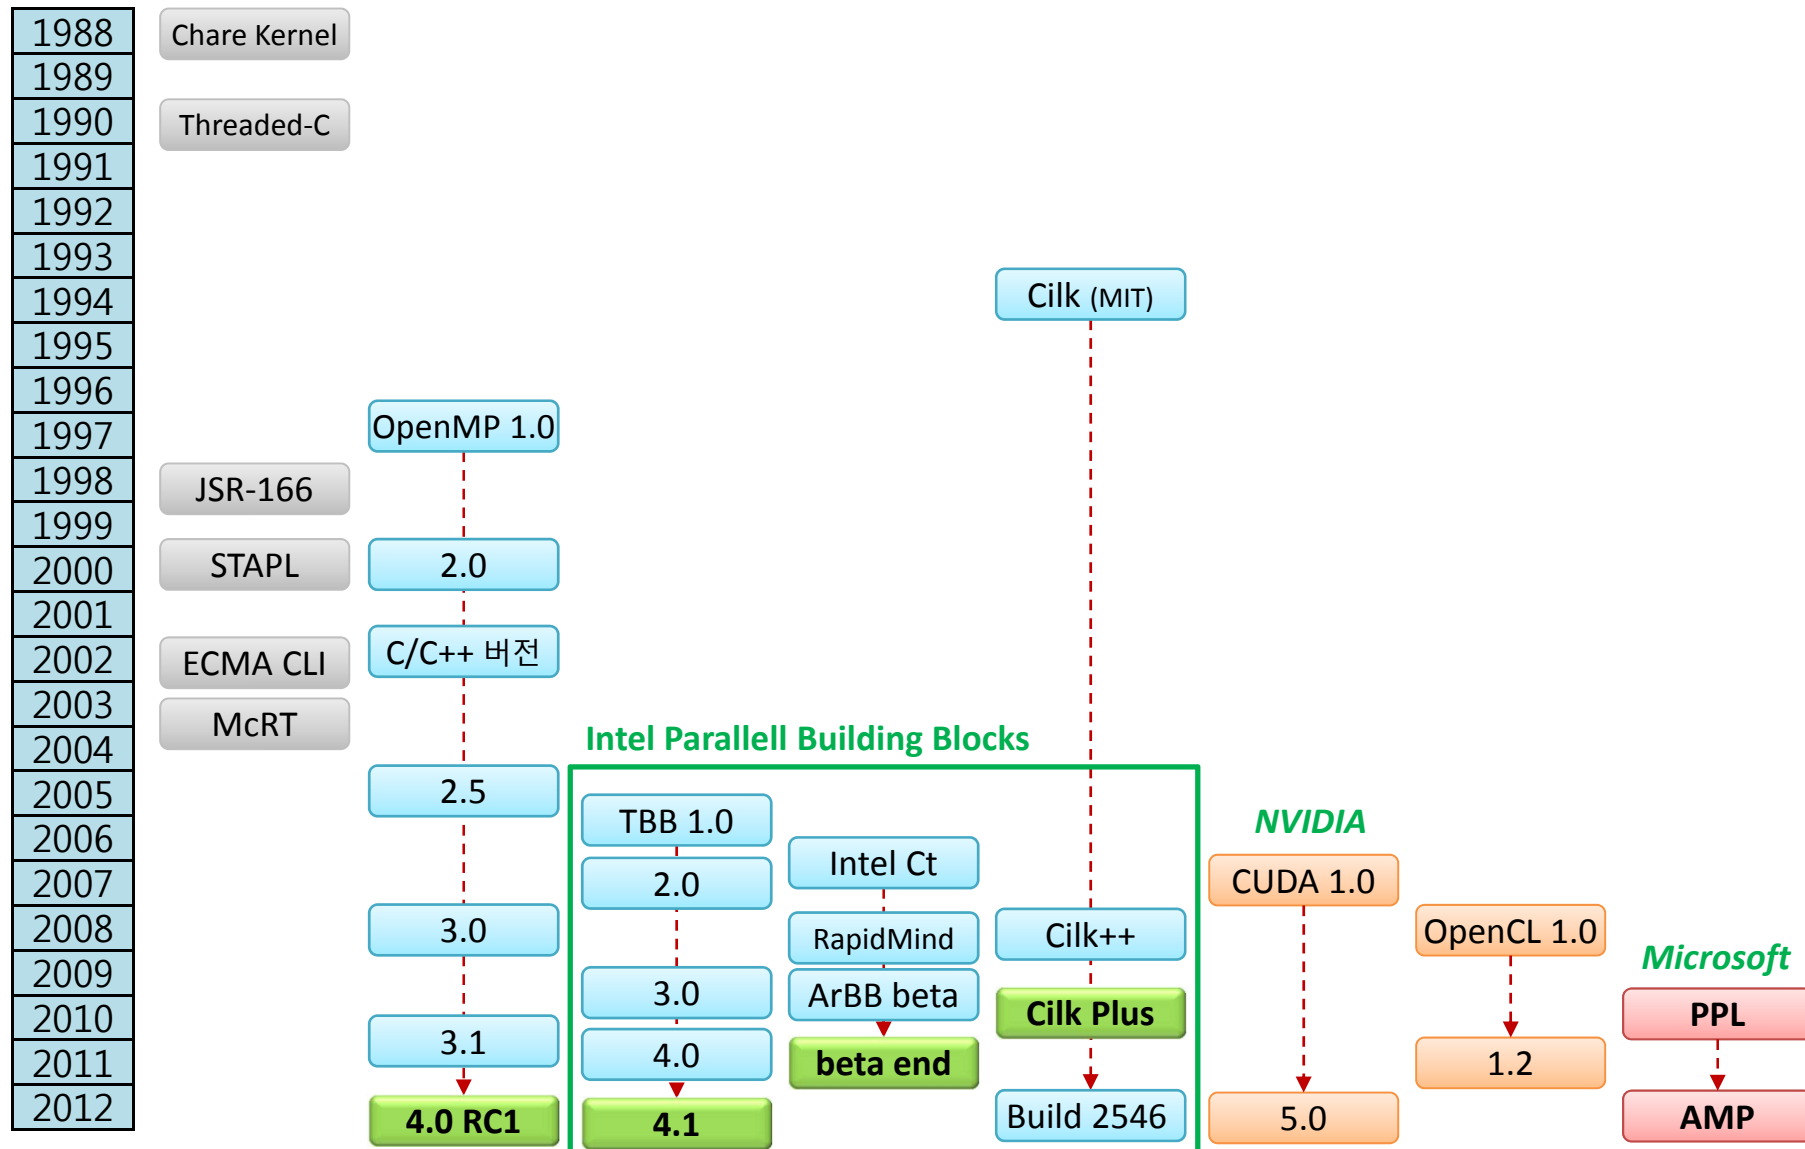 1988
Chare Kernel
1989
1990
Threaded-C
1991
1992
1993
1994
Cilk (MIT)
1995
1996
1997
OpenMP 1.0
1998
JSR-166
1999
2000
STAPL
2.0
2001
2002
ECMA CLI
C/C++ 버전
2003
McRT
2004
Intel Parallell Building Blocks
2005
2.5
2006
TBB 1.0
NVIDIA
2007
2.0
Intel Ct
CUDA 1.0
2008
3.0
RapidMind
Cilk++
OpenCL 1.0
2009
3.0
ArBB beta
Microsoft
2010
Cilk Plus
PPL
2011
3.1
4.0
beta end
1.2
2012
4.0 RC1
4.1
Build 2546
5.0
AMP